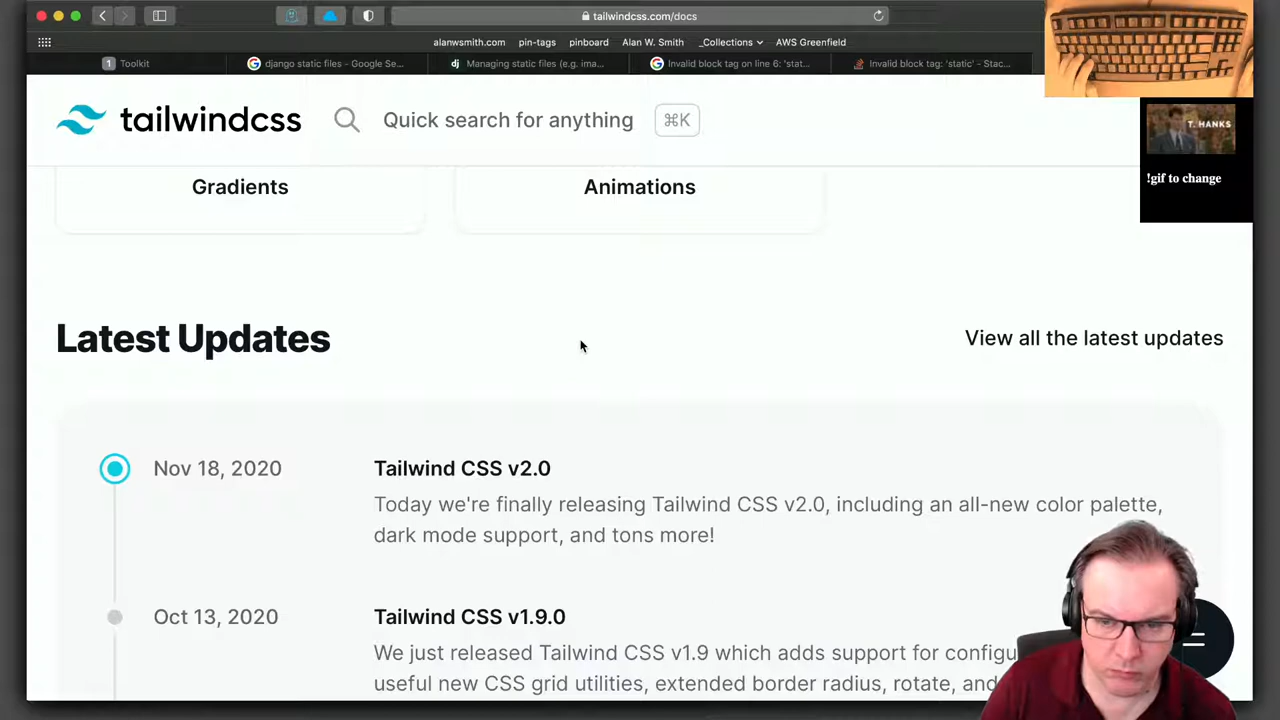 tailwindcss.com/docs
alanwsmith.com pin-tags pinboard Alan W. Smith _Collections AWS Greenfield
1 Toolkit django static files - Google Se... Managing static files (e.g. ima... Invalid block tag on line 6: 'stat... Invalid block tag: 'static' - Stac...
tailwindcss Quick search for anything ⌘K
T. HANKS
!gif to change
Gradients Animations
Latest Updates View all the latest updates
Nov 18, 2020 Tailwind CSS v2.0
Today we're finally releasing Tailwind CSS v2.0, including an all-new color palette,
dark mode support, and tons more!
Oct 13, 2020 Tailwind CSS v1.9.0
We just released Tailwind CSS v1.9 which adds support for configu
useful new CSS grid utilities, extended border radius, rotate, and